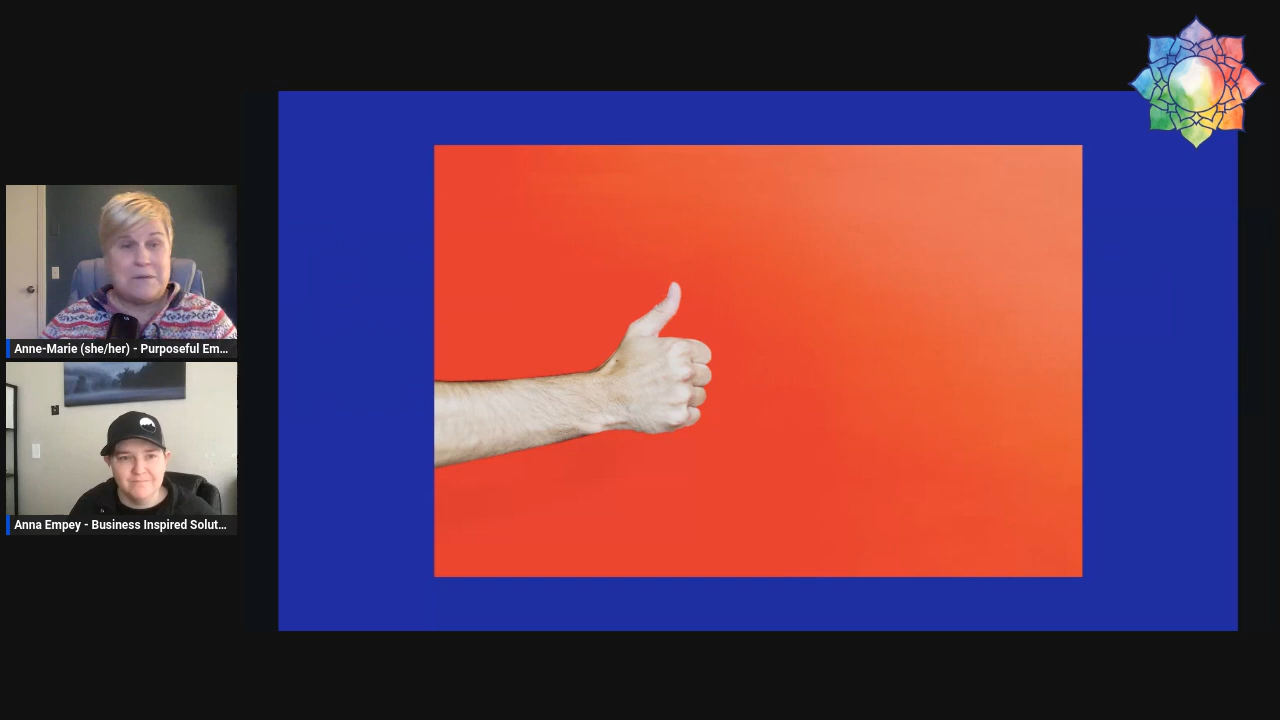 Anne-Marie (she/her) - Purposeful Em...
Anna Empey - Business Inspired Solut...